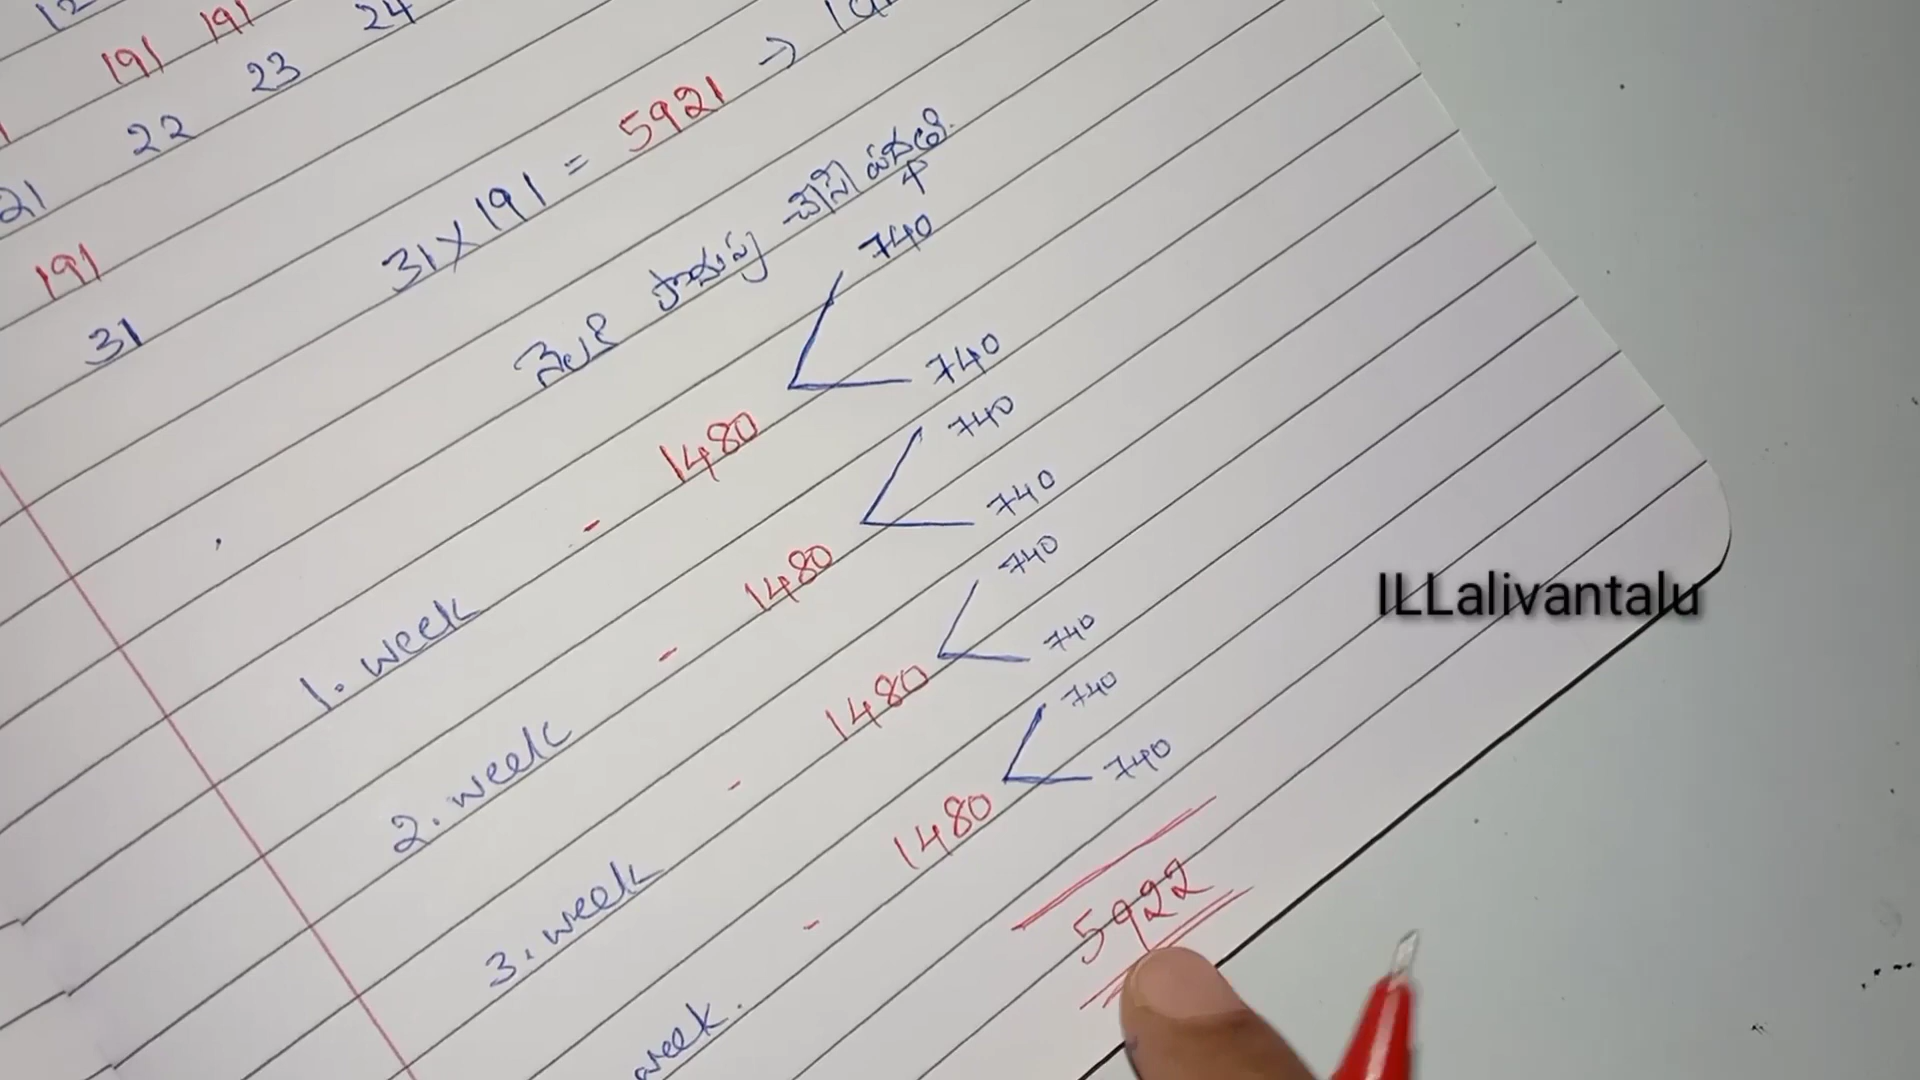 191 191 24
22 23
21
31 × 191 = 5921 →
191
31
740
1. week - 1480 740
740
2. week - 1480 740
740
3. week - 1480 740
740
week. - 1480 740
5922
ILLalivantalu